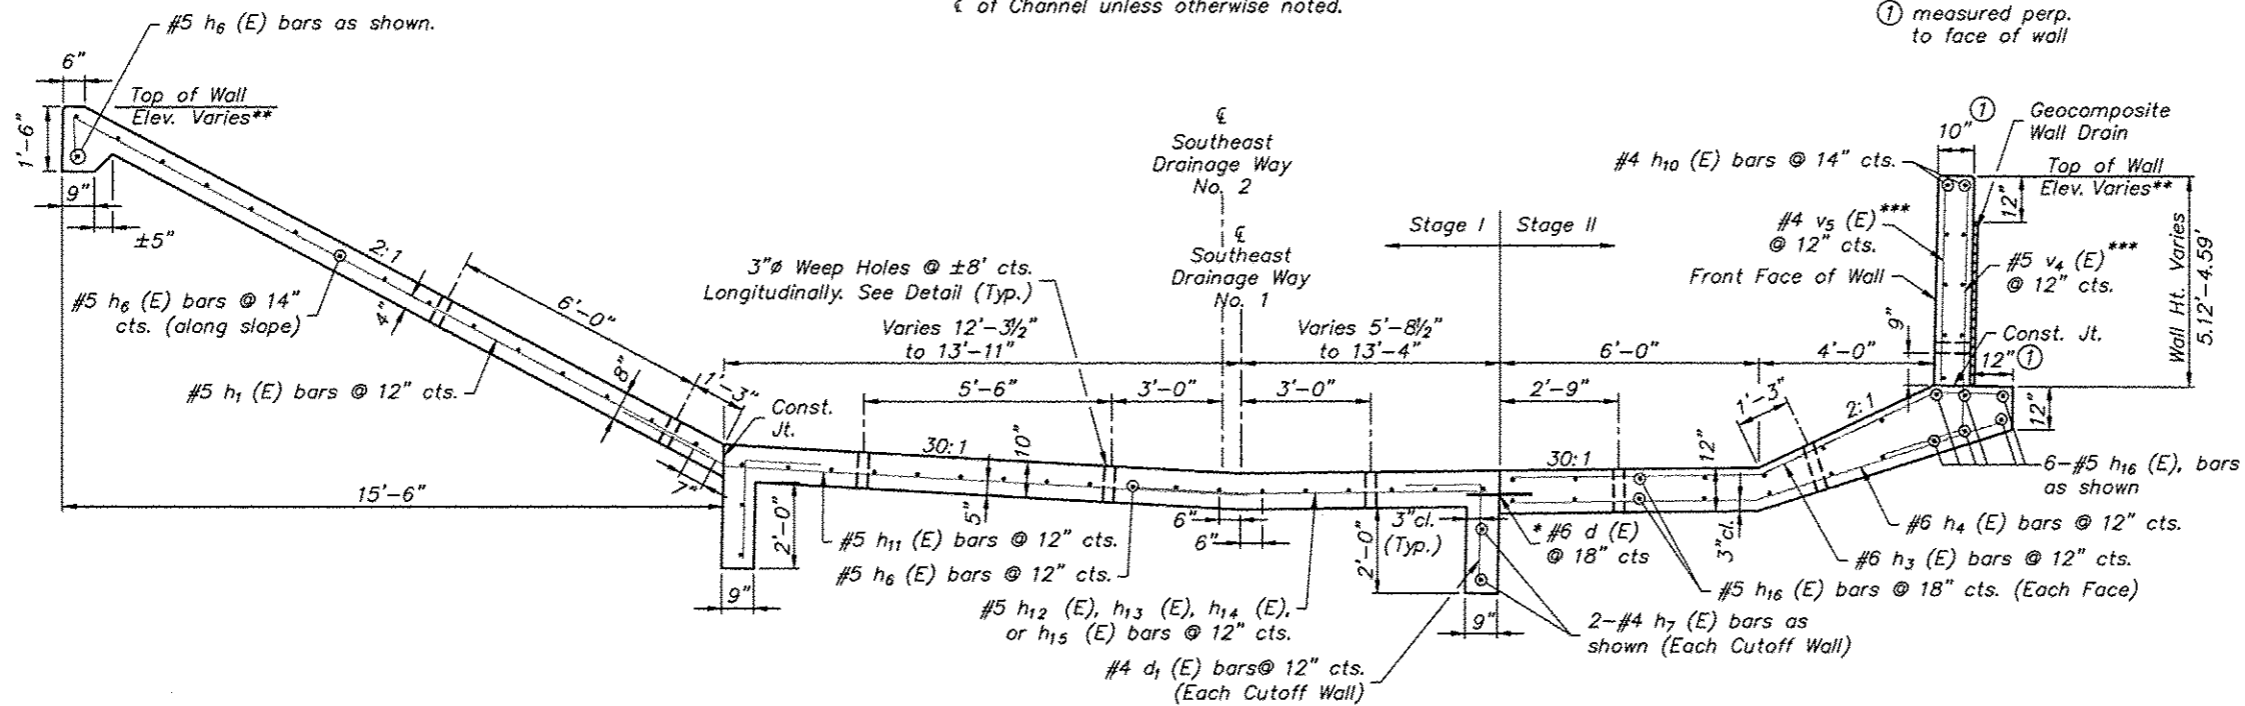 ℄ of Channel unless otherwise noted.
① measured perp.
to face of wall
#5 h6 (E) bars as shown.
6"
Top of Wall
Elev. Varies**
1'-6"
9"
±5"
2:1
4"
#5 h6 (E) bars @ 14"
cts. (along slope)
#5 h1 (E) bars @ 12" cts.
6'-0"
8"
1'-3"
7"
15'-6"
Const.
Jt.
3"ø Weep Holes @ ±8' cts.
Longitudinally. See Detail (Typ.)
℄
Southeast
Drainage Way
No. 2
℄
Southeast
Drainage Way
No. 1
Stage I
Stage II
Varies 12'-3½"
to 13'-11"
Varies 5'-8½"
to 13'-4"
6'-0"
4'-0"
5'-6"
3'-0"
3'-0"
2'-9"
1'-3"
30:1
10"
5"
6"
6"
30:1
12"
3"cl.
2:1
2'-0"
9"
#5 h11 (E) bars @ 12" cts.
#5 h6 (E) bars @ 12" cts.
#5 h12 (E), h13 (E), h14 (E),
or h15 (E) bars @ 12" cts.
#4 d1 (E) bars@ 12" cts.
(Each Cutoff Wall)
2'-0"
3"cl.
(Typ.)
9"
* #6 d (E)
@ 18" cts
2-#4 h7 (E) bars as
shown (Each Cutoff Wall)
#5 h16 (E) bars @ 18" cts. (Each Face)
#6 h3 (E) bars @ 12" cts.
#6 h4 (E) bars @ 12" cts.
6-#5 h16 (E), bars
as shown
#4 h10 (E) bars @ 14" cts.
10" ①
Geocomposite
Wall Drain
Top of Wall
Elev. Varies**
12"
#4 v5 (E)***
@ 12" cts.
#5 v4 (E)***
@ 12" cts.
Front Face of Wall
9"
Const. Jt.
12" ①
12"
Wall Ht. Varies
5.12'-4.59'